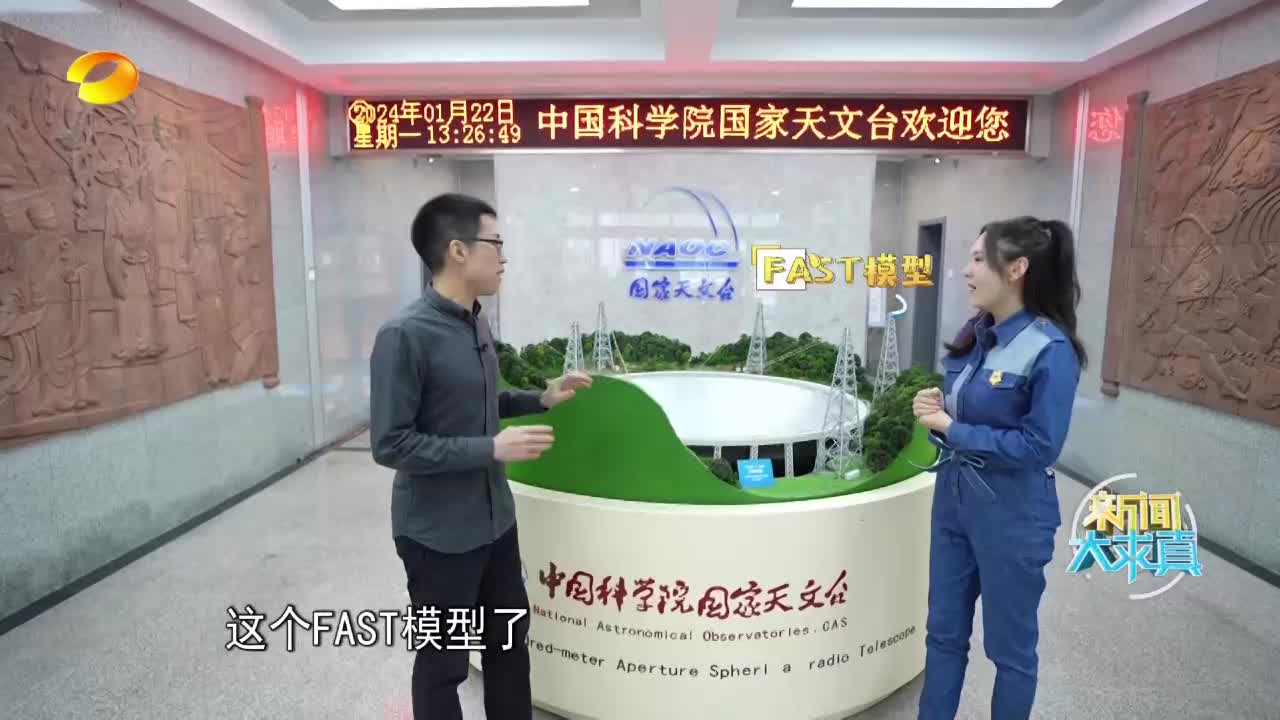 2024年01月22日
星期一 13:26:49
中国科学院国家天文台欢迎您
NAOC
国家天文台
FAST模型
新闻
大求真
中国科学院国家天文台
National Astronomical Observatories, CAS
red-meter Aperture Spheri a radio Telescope
这个FAST模型了